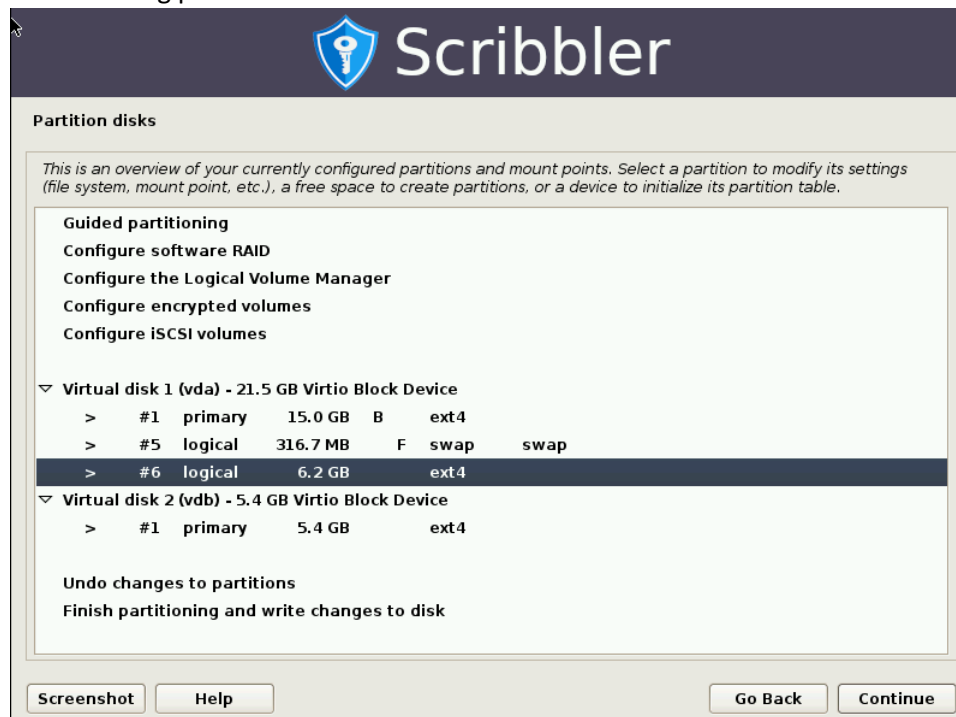 Scribbler
Partition disks
This is an overview of your currently configured partitions and mount points. Select a partition to modify its settings
(file system, mount point, etc.), a free space to create partitions, or a device to initialize its partition table.
Guided partitioning
Configure software RAID
Configure the Logical Volume Manager
Configure encrypted volumes
Configure iSCSI volumes
Virtual disk 1 (vda) - 21.5 GB Virtio Block Device
> #1 primary 15.0 GB B ext4
> #5 logical 316.7 MB F swap swap
> #6 logical 6.2 GB ext4
Virtual disk 2 (vdb) - 5.4 GB Virtio Block Device
> #1 primary 5.4 GB ext4
Undo changes to partitions
Finish partitioning and write changes to disk
Screenshot Help Go Back Continue